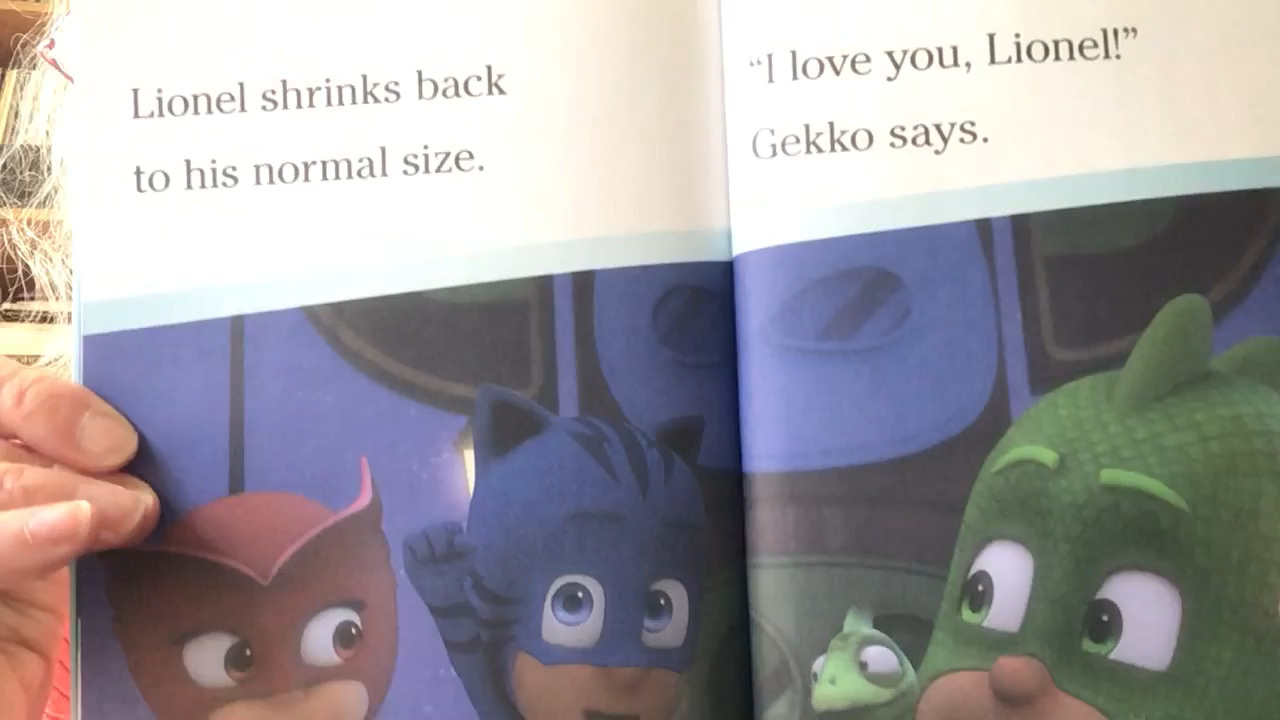 Lionel shrinks back
to his normal size.
“I love you, Lionel!”
Gekko says.